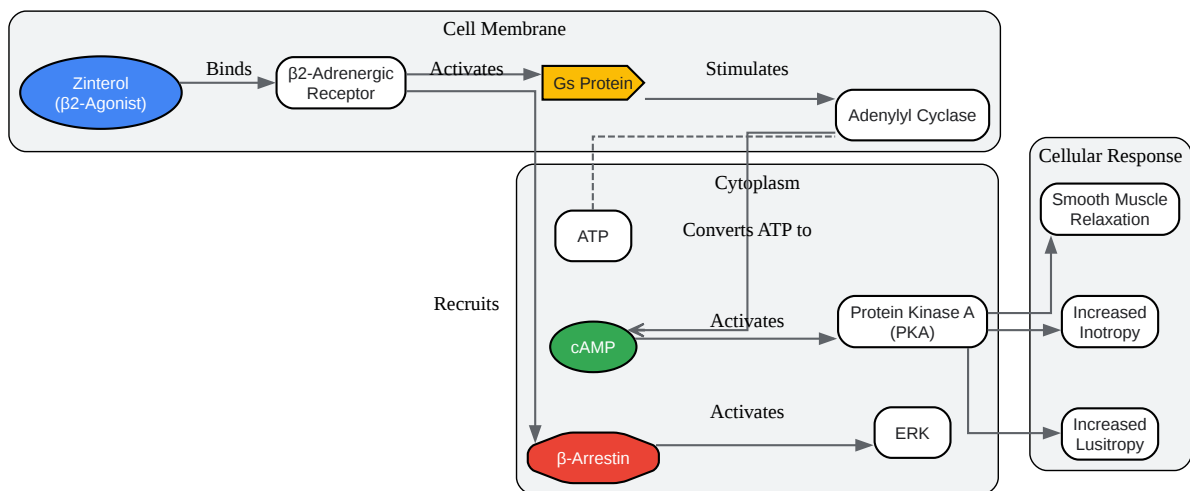 Cell Membrane
Zinterol
(β2-Agonist)
Binds
β2-Adrenergic
Receptor
Activates
Gs Protein
Stimulates
Adenylyl Cyclase
Cytoplasm
ATP
Converts ATP to
Recruits
cAMP
Activates
Protein Kinase A
(PKA)
β-Arrestin
Activates
ERK
Cellular Response
Smooth Muscle
Relaxation
Increased
Inotropy
Increased
Lusitropy